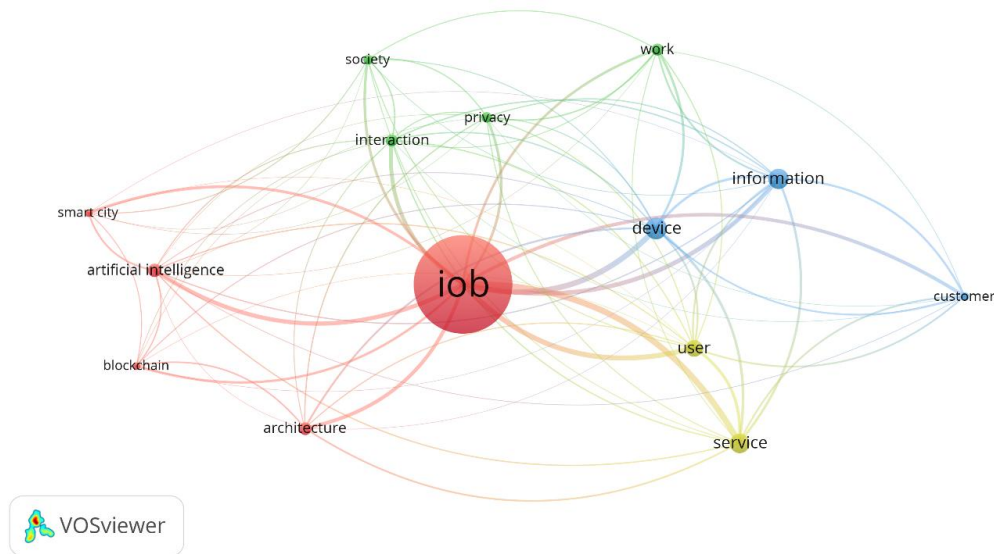 work
society
privacy
interaction
information
smart city
device
artificial intelligence
iob
customer
user
blockchain
architecture
service
VOSviewer